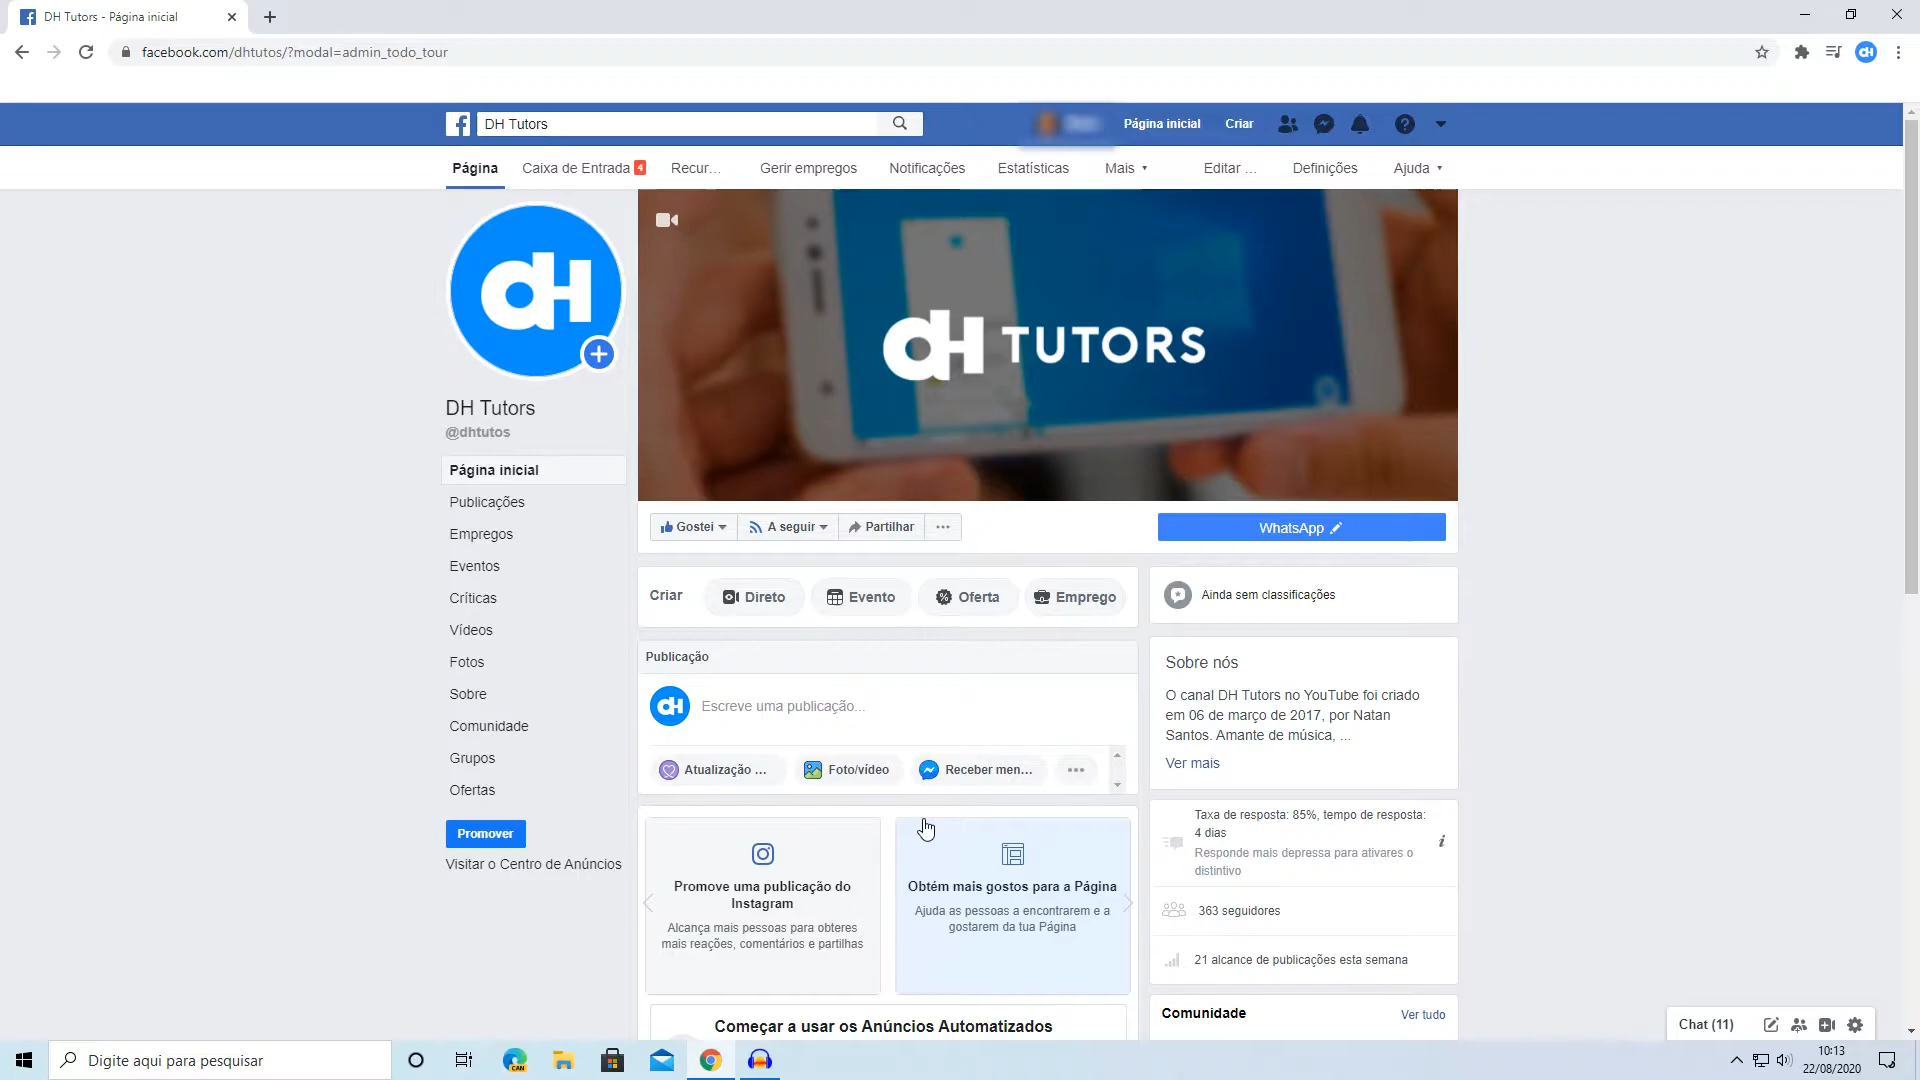 DH Tutors - Página inicial
facebook.com/dhtutos/?modal=admin_todo_tour
DH Tutors
Página inicial
Criar
Página
Caixa de Entrada 4
Recur...
Gerir empregos
Notificações
Estatísticas
Mais
Editar ...
Definições
Ajuda
dH
dH TUTORS
DH Tutors
@dhtutos
Página inicial
Publicações
Empregos
Eventos
Críticas
Vídeos
Fotos
Sobre
Comunidade
Grupos
Ofertas
Promover
Visitar o Centro de Anúncios
Gostei
A seguir
Partilhar
WhatsApp
Criar
Direto
Evento
Oferta
Emprego
Publicação
dH
Escreve uma publicação...
Atualização ...
Foto/vídeo
Receber men...
Promove uma publicação do
Instagram
Alcança mais pessoas para obteres
mais reações, comentários e partilhas
Obtém mais gostos para a Página
Ajuda as pessoas a encontrarem e a
gostarem da tua Página
Começar a usar os Anúncios Automatizados
Ainda sem classificações
Sobre nós
O canal DH Tutors no YouTube foi criado
em 06 de março de 2017, por Natan
Santos. Amante de música, ...
Ver mais
Taxa de resposta: 85%, tempo de resposta:
4 dias
Responde mais depressa para ativares o
distintivo
363 seguidores
21 alcance de publicações esta semana
Comunidade
Ver tudo
Chat (11)
Digite aqui para pesquisar
CAN
10:13
22/08/2020